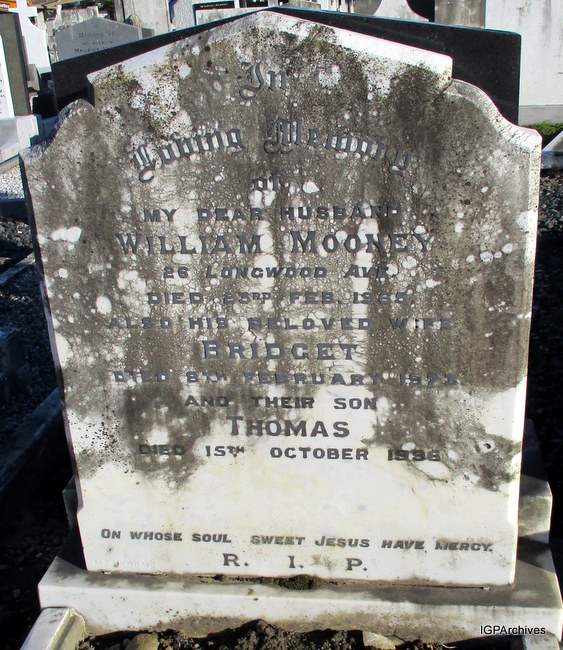 In
Loving Memory
of
MY DEAR HUSBAND
WILLIAM MOONEY
26 LONGWOOD AVE.
DIED 23RD FEB. 1965.
ALSO HIS BELOVED WIFE
BRIDGET
DIED 8TH FEBRUARY
AND THEIR SON
THOMAS
DIED 15TH OCTOBER
ON WHOSE SOUL SWEET JESUS HAVE MERCY.
R. I. P.
IGPArchives